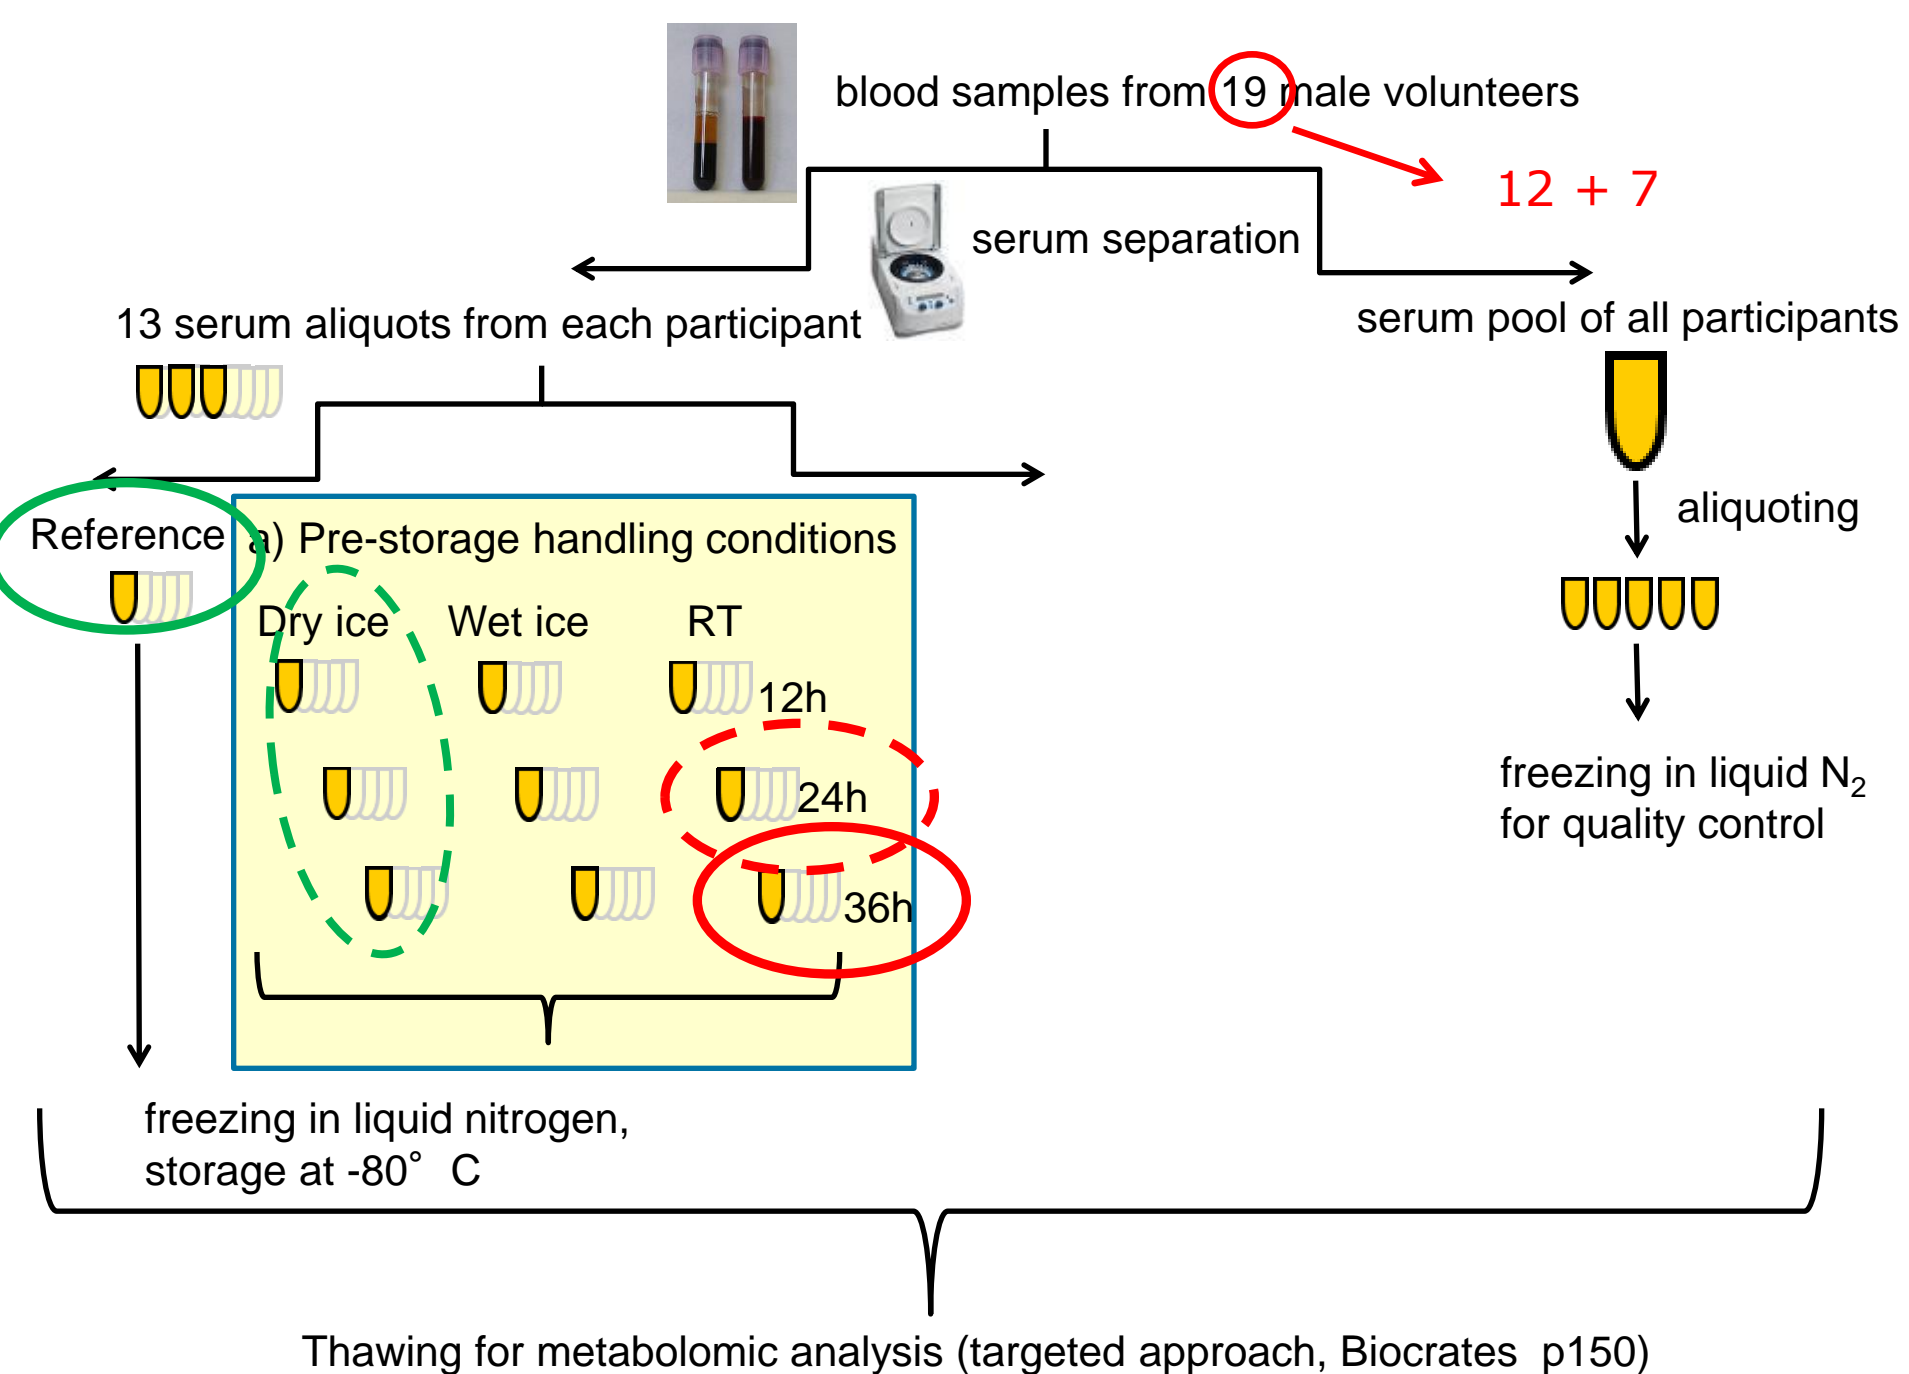 blood samples from 19 male volunteers
12 + 7
serum separation
13 serum aliquots from each participant
serum pool of all participants
aliquoting
Reference
a) Pre-storage handling conditions
Dry ice Wet ice RT
12h
24h
36h
freezing in liquid N₂
for quality control
freezing in liquid nitrogen,
storage at -80° C
Thawing for metabolomic analysis (targeted approach, Biocrates p150)